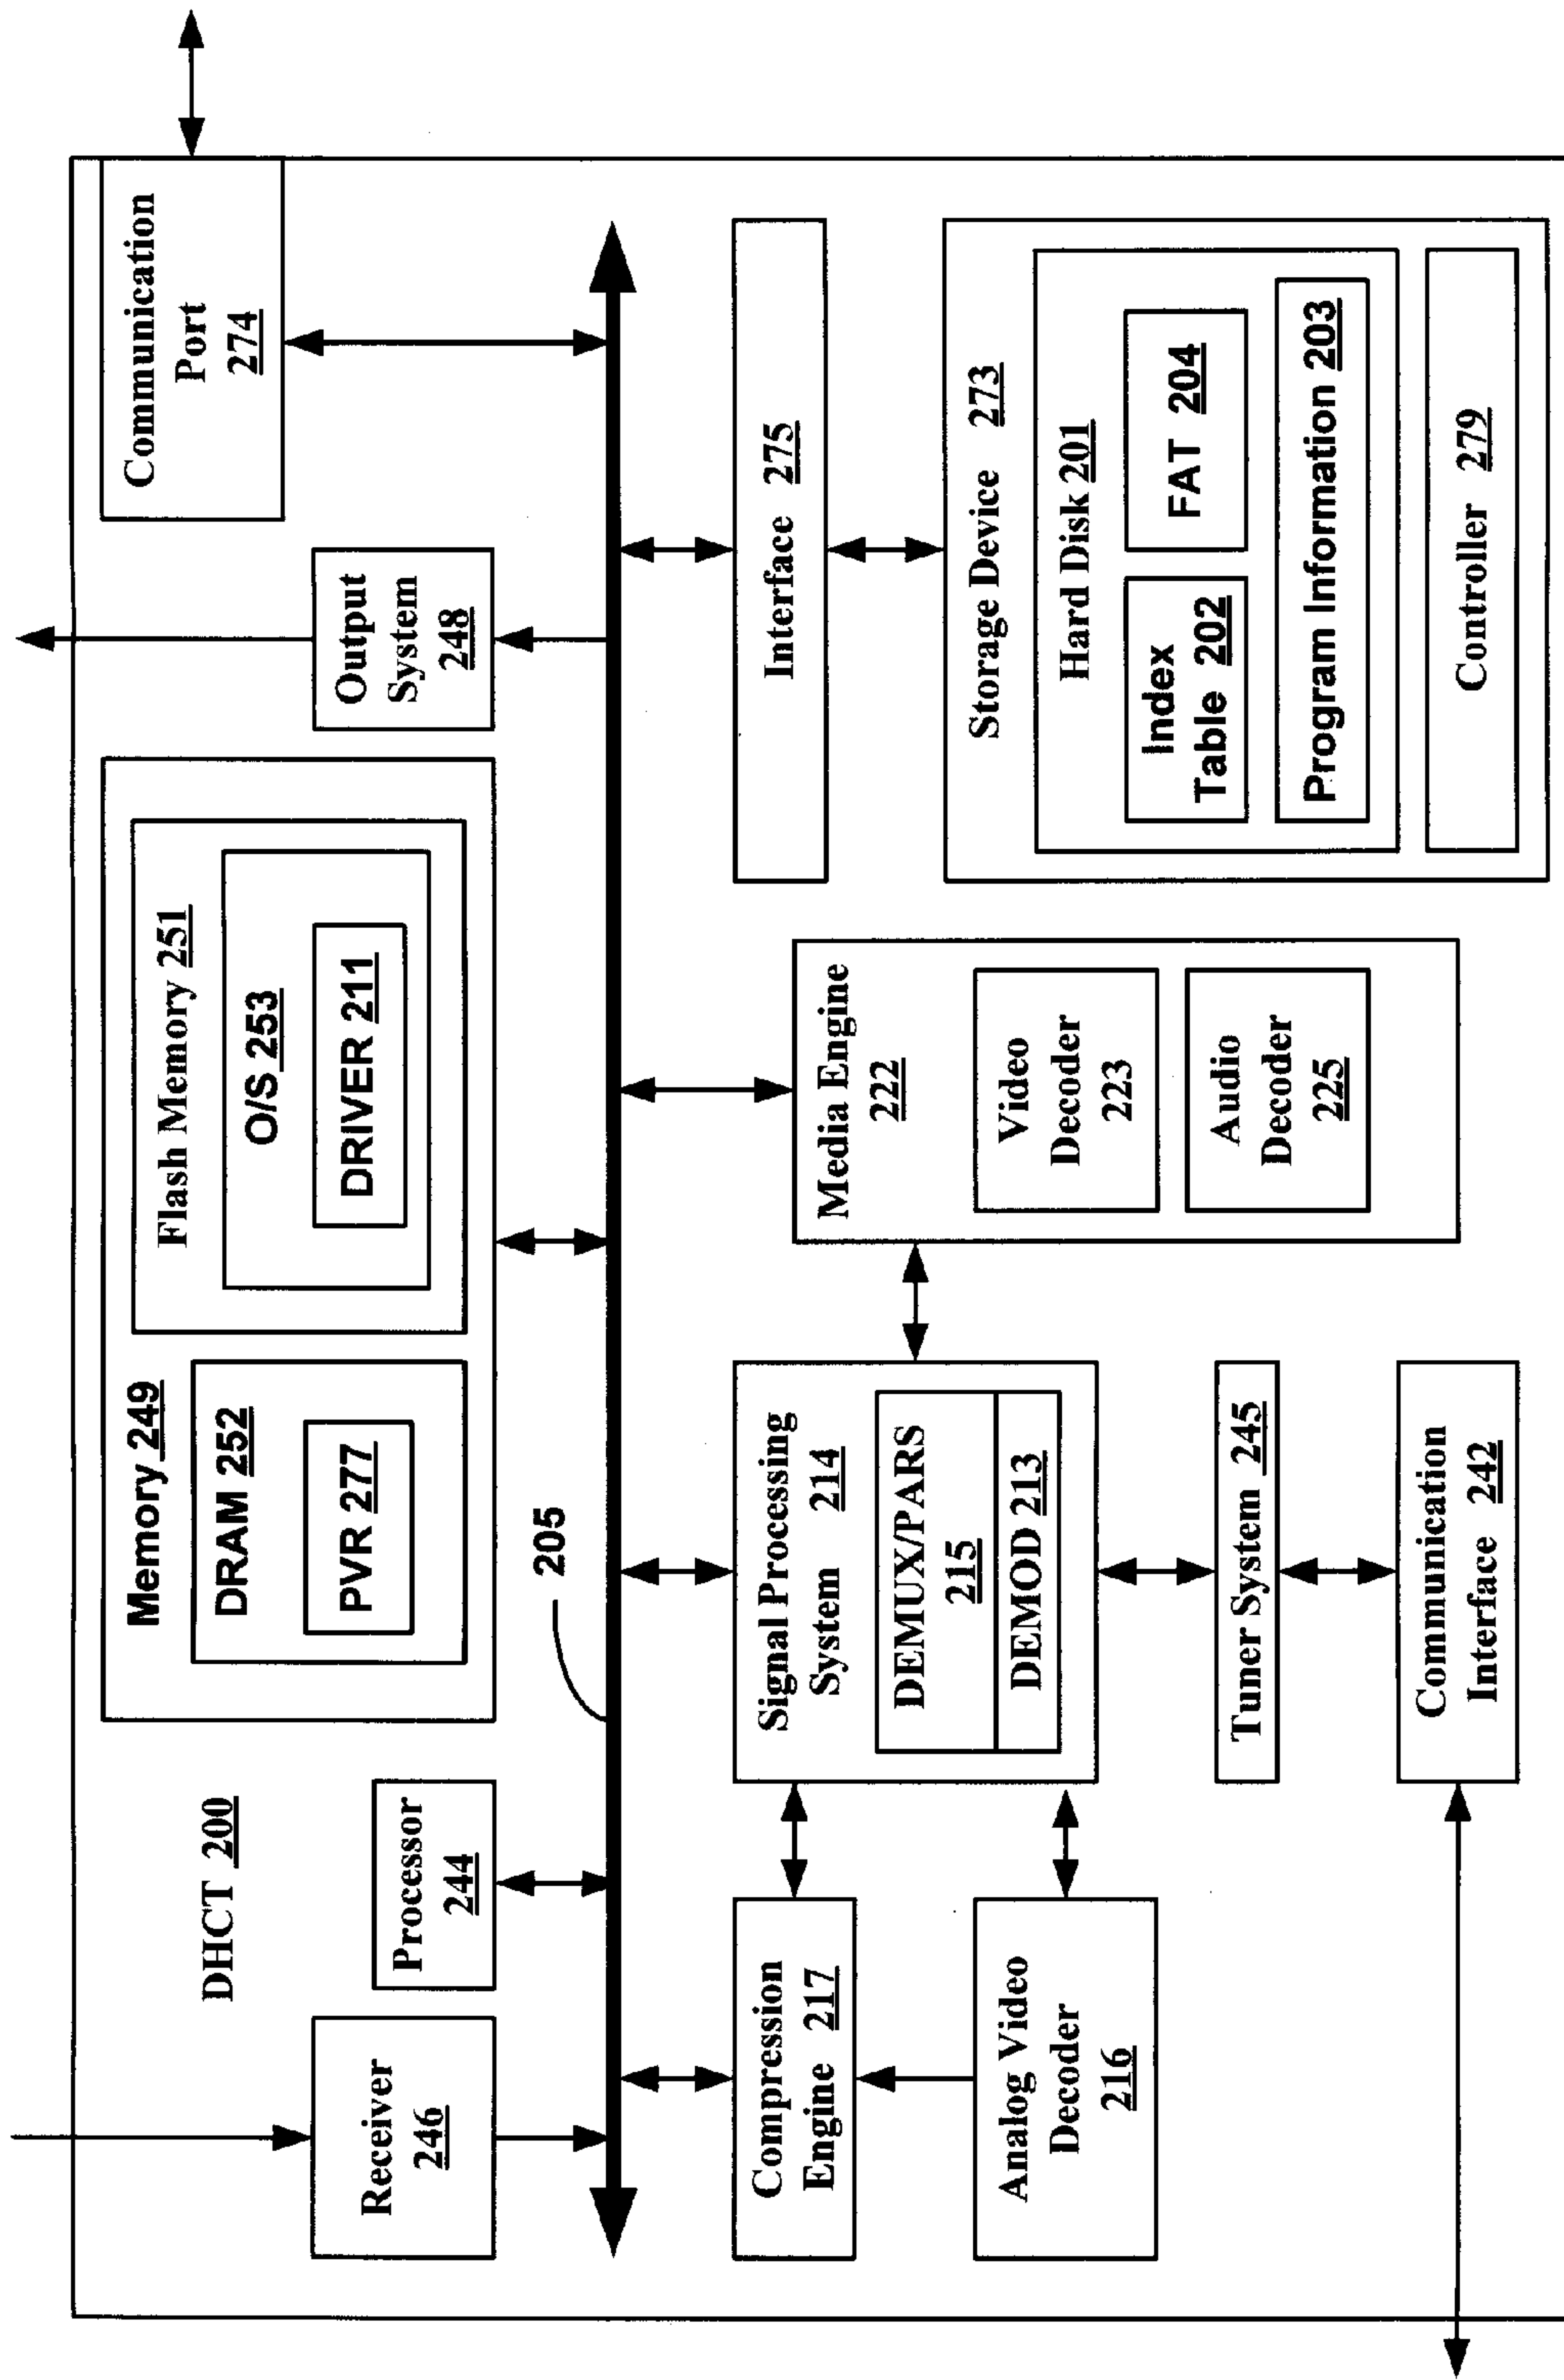 DHCT 200
Receiver
246
Processor
244
Memory 249
DRAM 252
PVR 277
Flash Memory 251
O/S 253
DRIVER 211
Output
System
248
Communication
Port
274
205
Compression
Engine 217
Analog Video
Decoder
216
Signal Processing
System 214
DEMUX/PARS
215
DEMOD 213
Tuner System 245
Communication
Interface 242
Media Engine
222
Video
Decoder
223
Audio
Decoder
225
Interface 275
Storage Device 273
Hard Disk 201
Index
Table 202
FAT 204
Program Information 203
Controller 279